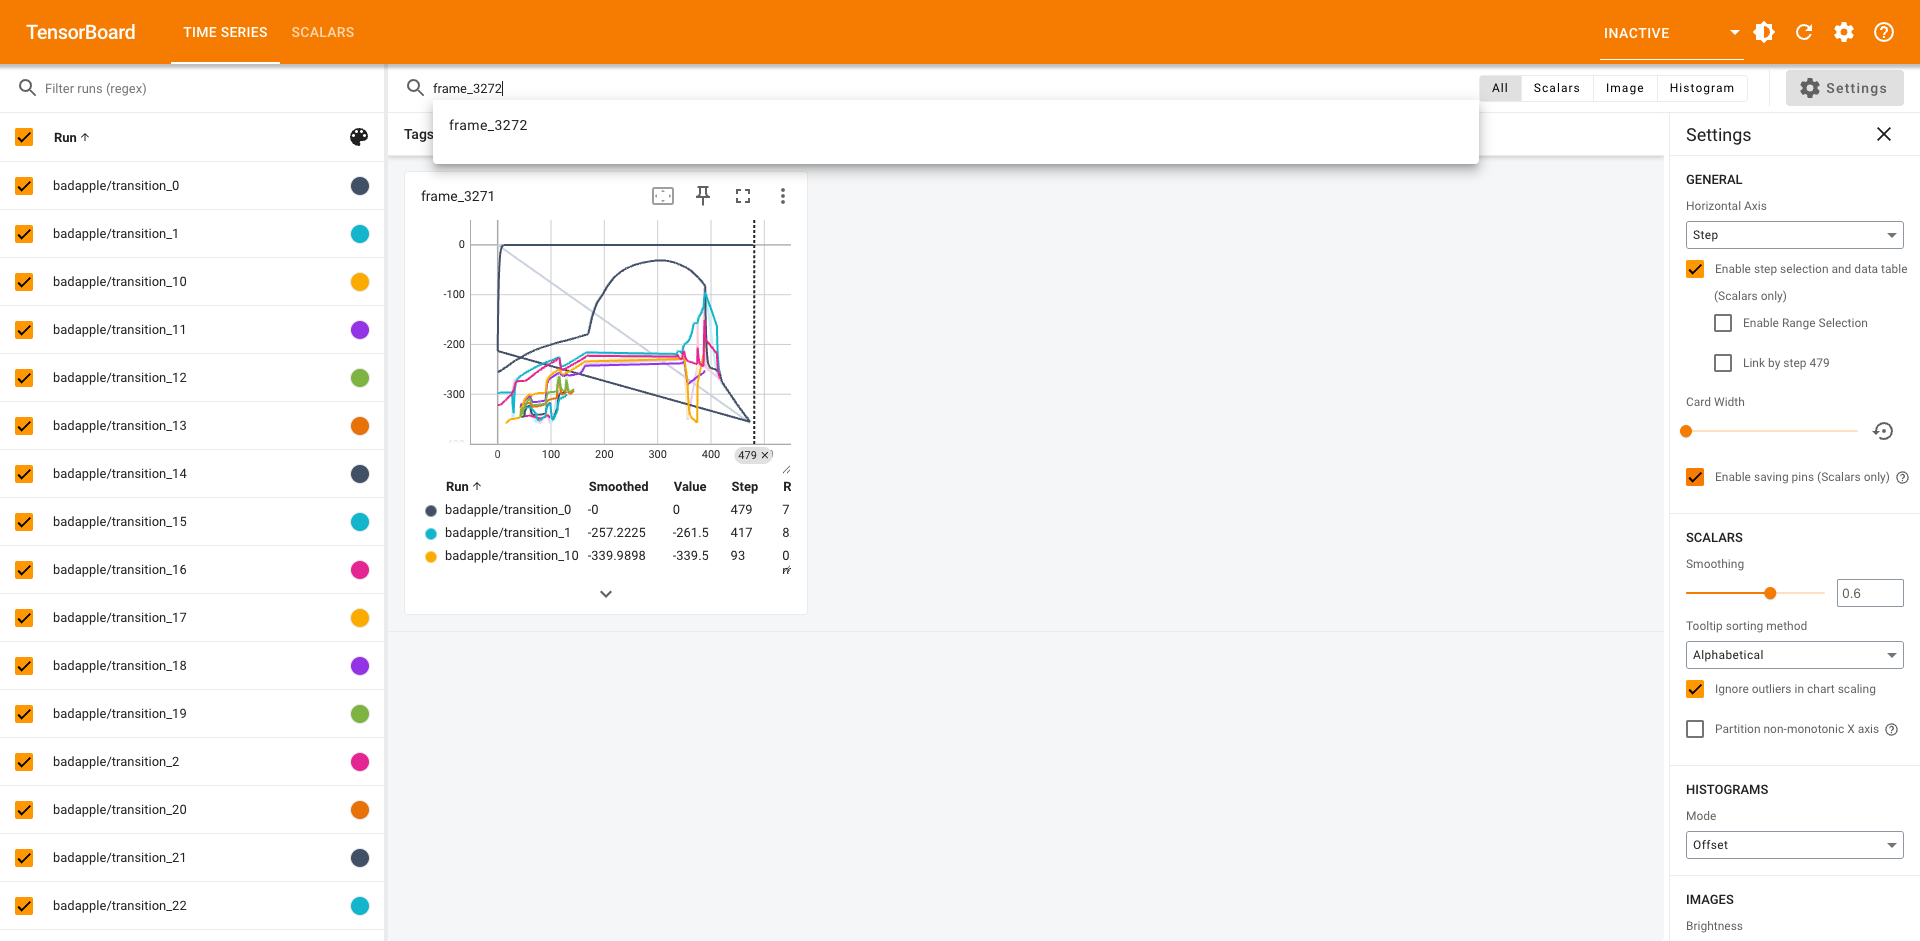 TensorBoard
TIME SERIES
SCALARS
INACTIVE
Filter runs (regex)
frame_3272
All
Scalars
Image
Histogram
Settings
frame_3272
Tags
Run
badapple/transition_0
badapple/transition_1
badapple/transition_10
badapple/transition_11
badapple/transition_12
badapple/transition_13
badapple/transition_14
badapple/transition_15
badapple/transition_16
badapple/transition_17
badapple/transition_18
badapple/transition_19
badapple/transition_2
badapple/transition_20
badapple/transition_21
badapple/transition_22
frame_3271
0
-100
-200
-300
0 100 200 300 400 479
Run Smoothed Value Step R
badapple/transition_0 -0 0 479 7
badapple/transition_1 -257.2225 -261.5 417 8
badapple/transition_10 -339.9898 -339.5 93 0
Settings
GENERAL
Horizontal Axis
Step
Enable step selection and data table
(Scalars only)
Enable Range Selection
Link by step 479
Card Width
Enable saving pins (Scalars only)
SCALARS
Smoothing
0.6
Tooltip sorting method
Alphabetical
Ignore outliers in chart scaling
Partition non-monotonic X axis
HISTOGRAMS
Mode
Offset
IMAGES
Brightness